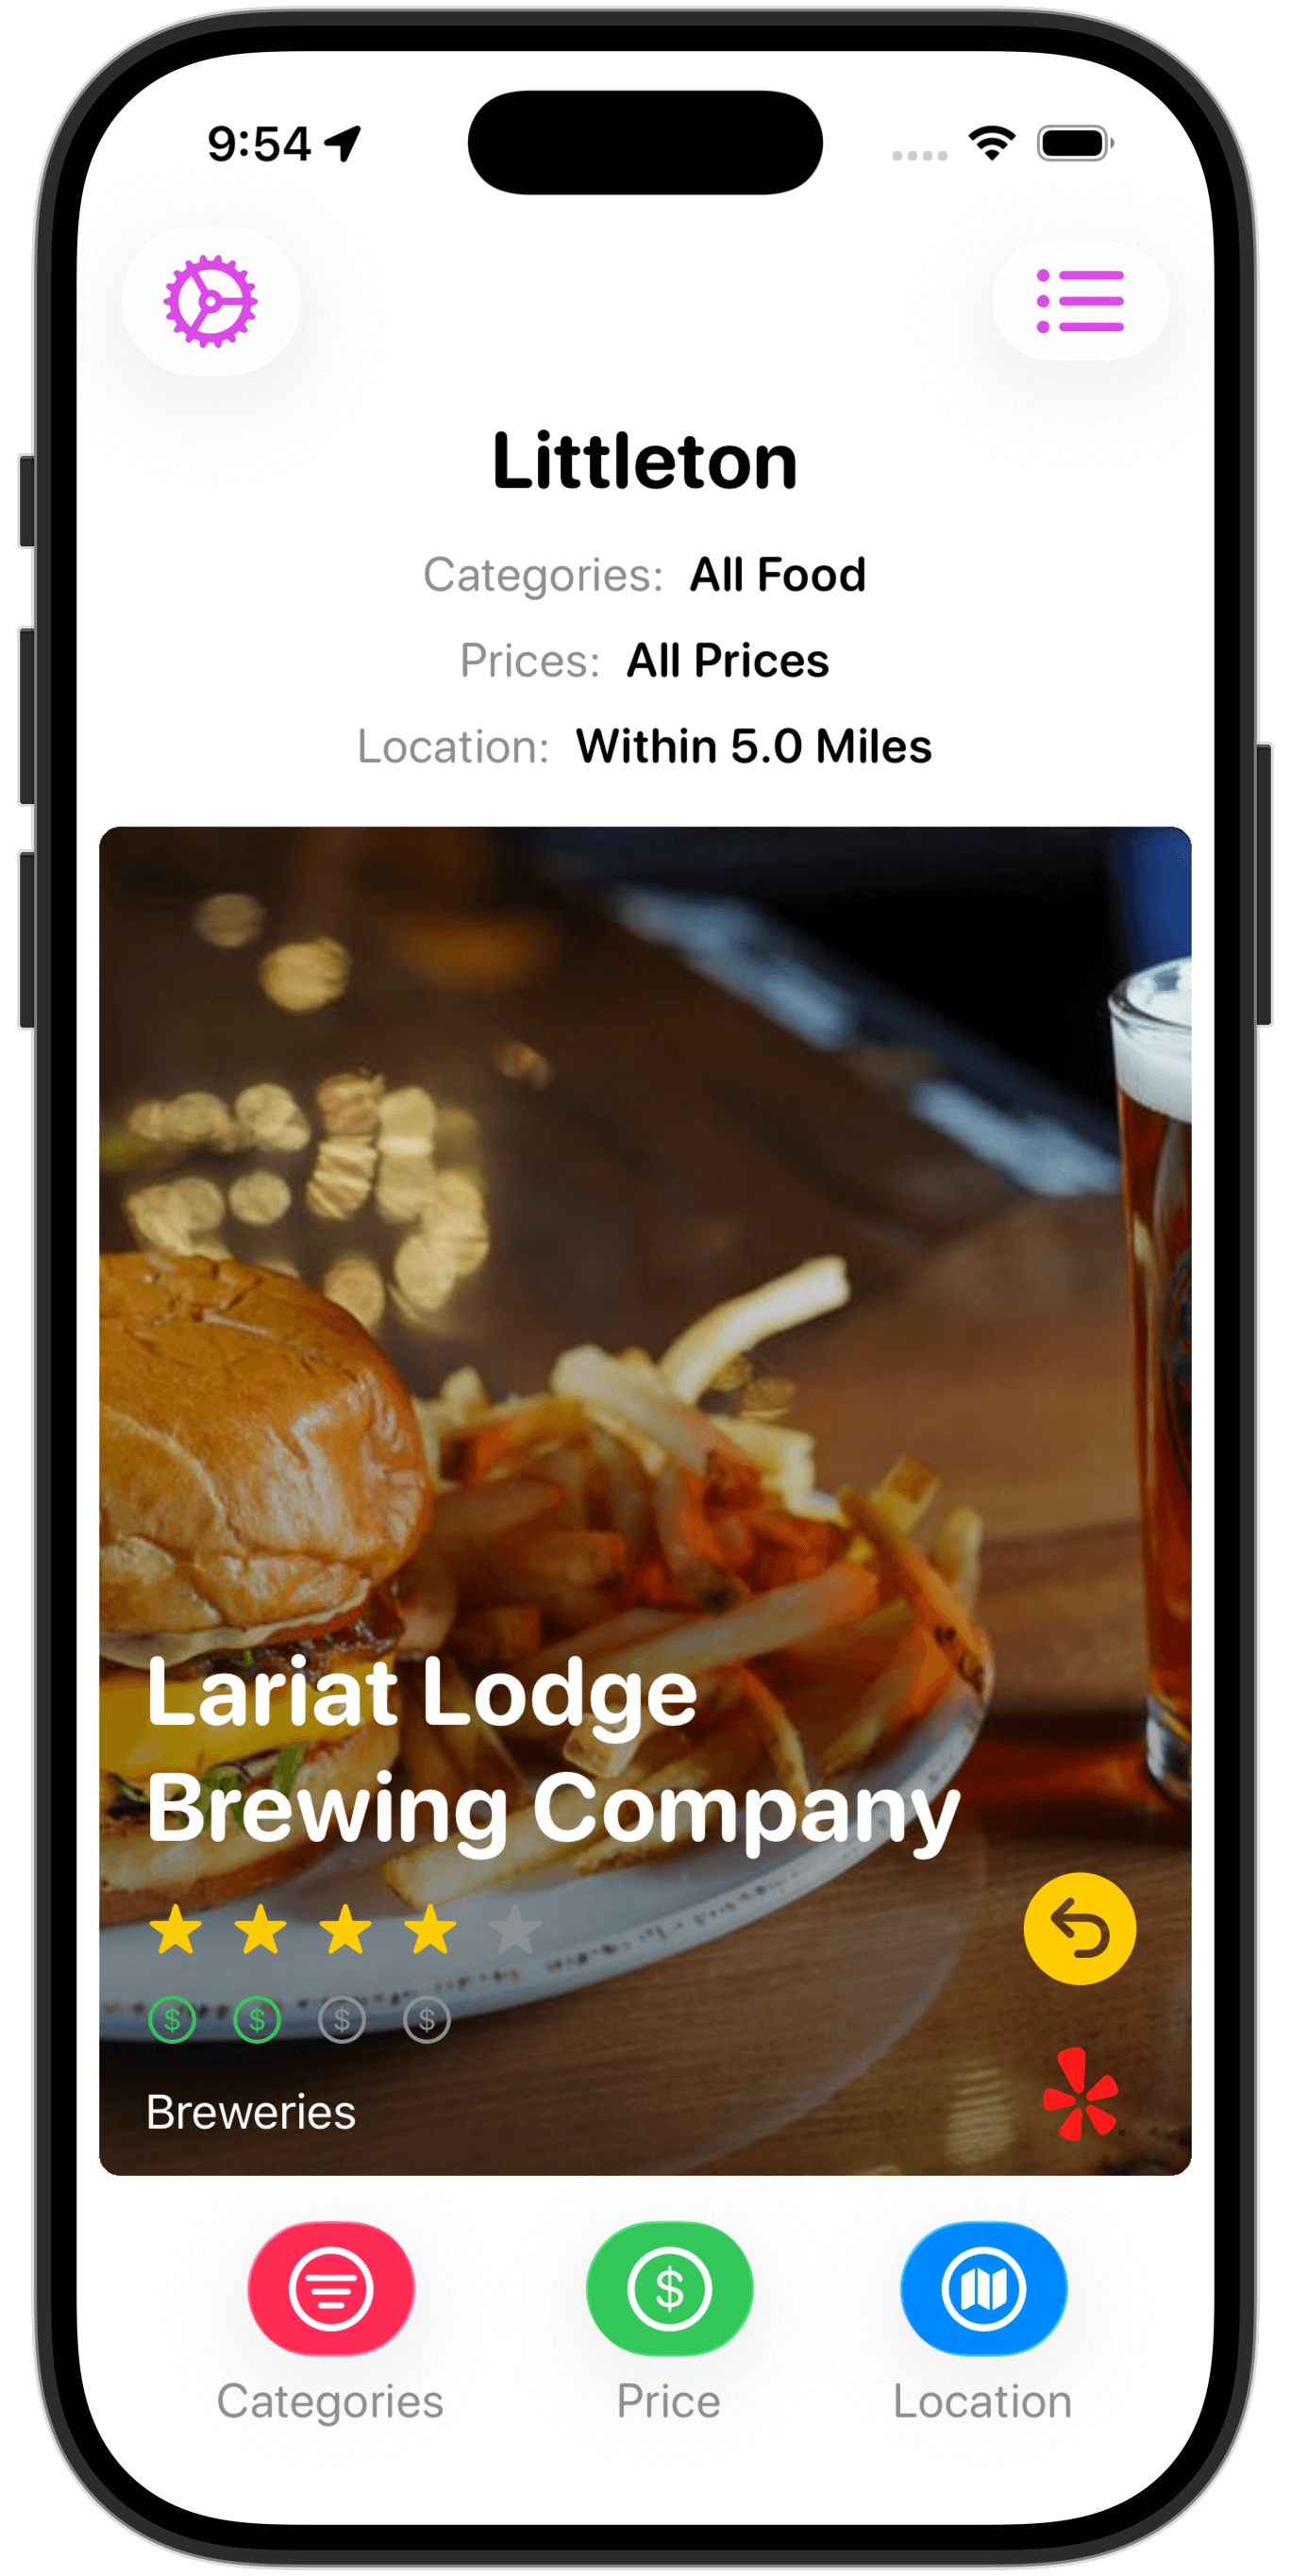 9:54
Littleton
Categories: All Food
Prices: All Prices
Location: Within 5.0 Miles
Lariat Lodge
Brewing Company
$ $ $ $
Breweries
$
Categories Price Location